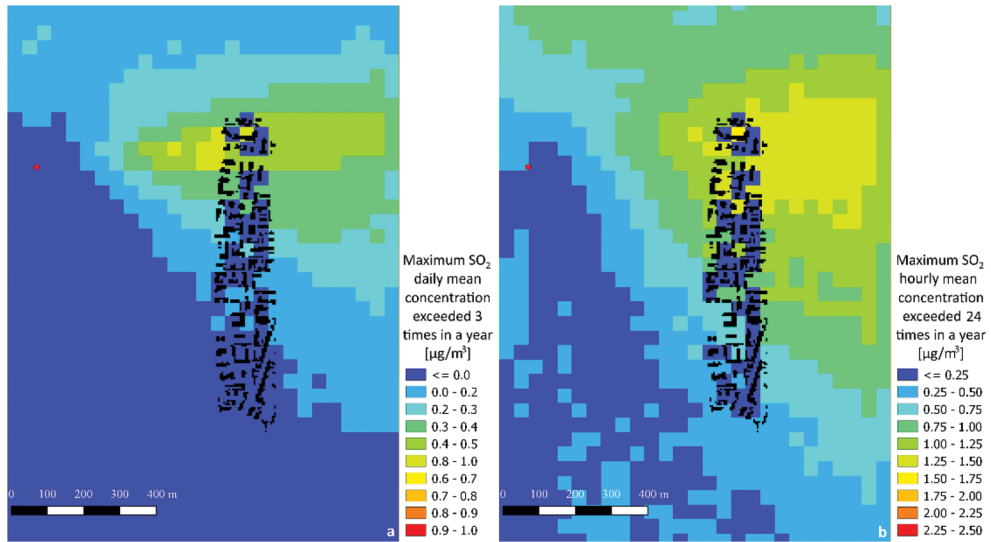 Maximum SO2
daily mean
concentration
exceeded 3
times in a year
[µg/m³]
<= 0.0
0.0 - 0.2
0.2 - 0.3
0.3 - 0.4
0.4 - 0.5
0.8 - 1.0
0.6 - 0.7
0.7 - 0.8
0.8 - 0.9
0.9 - 1.0
0 100 200 300 400 m
a
Maximum SO2
hourly mean
concentration
exceeded 24
times in a year
[µg/m³]
<= 0.25
0.25 - 0.50
0.50 - 0.75
0.75 - 1.00
1.00 - 1.25
1.25 - 1.50
1.50 - 1.75
1.75 - 2.00
2.00 - 2.25
2.25 - 2.50
0 100 200 300 400 m
b